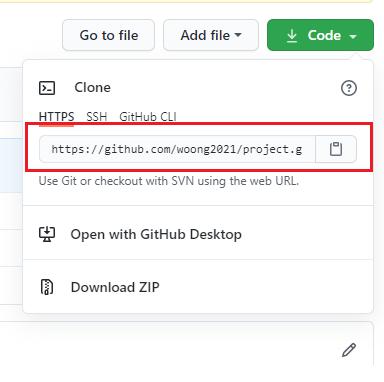 Go to file Add file Code
Clone
HTTPS SSH GitHub CLI
https://github.com/woong2021/project.g
Use Git or checkout with SVN using the web URL.
Open with GitHub Desktop
Download ZIP